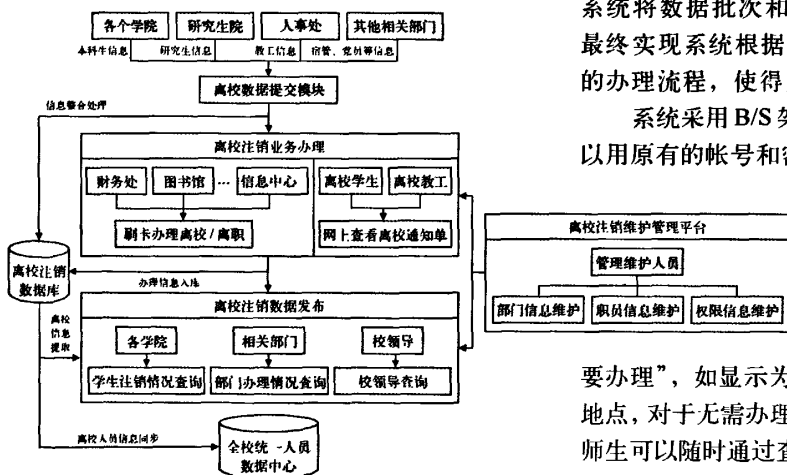 各个学院 研究生院 人事处 其他相关部门
本科生信息 研究生信息 教工信息 宿管、党员等信息
离校数据提交模块
信息整合处理
离校注销业务办理
财务处 图书馆 … 信息中心 离校学生 离校教工
刷卡办理离校/离职 网上查看离校通知单
离校注销
数据库
办理信息入库
离校注销数据发布
离校
信息
提取
各学院 相关部门 校领导
学生注销情况查询 部门办理情况查询 校领导查询
离校人员信息同步
全校统一人员
数据中心
离校注销维护管理平台
管理维护人员
部门信息维护 职员信息维护 权限信息维护
系统将数据批次和
最终实现系统根据
的办理流程，使得
系统采用 B/S 架
以用原有的帐号和密
要办理”，如显示为
地点，对于无需办理
师生可以随时通过查